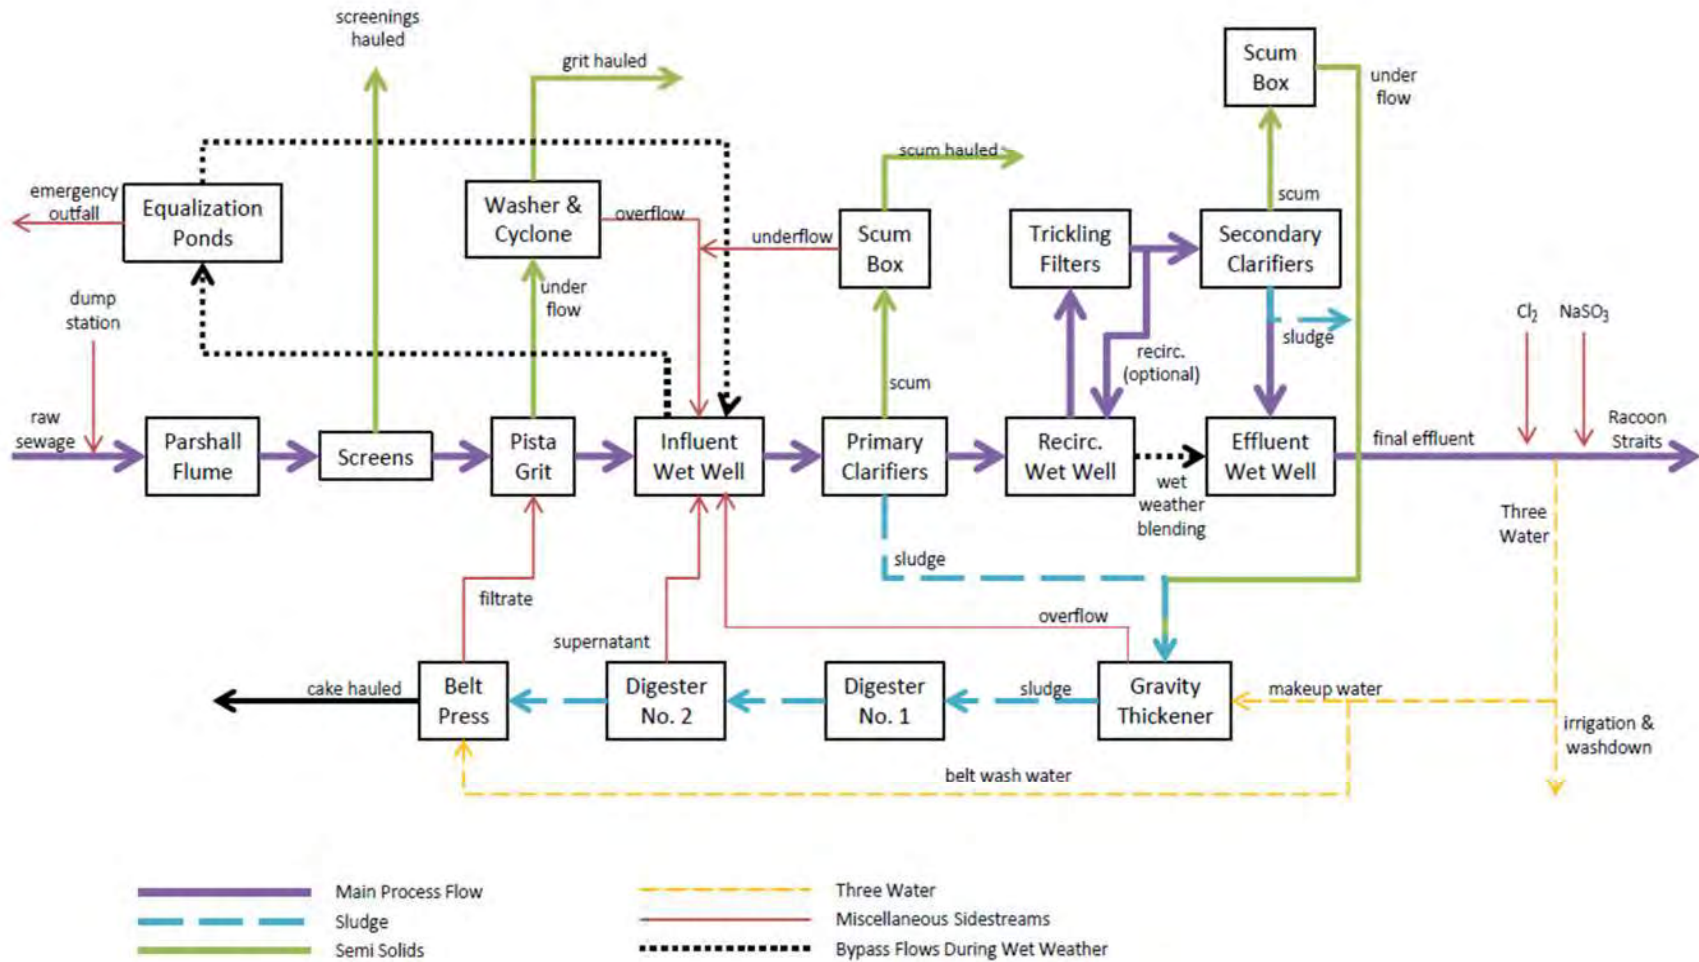 screenings
hauled
grit hauled
Scum
Box
under
flow
scum hauled
emergency
outfall
Equalization
Ponds
Washer &
Cyclone
overflow
underflow
Scum
Box
Trickling
Filters
scum
Secondary
Clarifiers
dump
station
under
flow
sludge
Cl2
NaSO3
recirc.
(optional)
scum
raw
sewage
Parshall
Flume
Screens
Pista
Grit
Influent
Wet Well
Primary
Clarifiers
Recirc.
Wet Well
wet
weather
blending
Effluent
Wet Well
final effluent
Racoon
Straits
Three
Water
sludge
filtrate
supernatant
overflow
cake hauled
Belt
Press
Digester
No. 2
Digester
No. 1
sludge
Gravity
Thickener
makeup water
irrigation &
washdown
belt wash water
Main Process Flow
Sludge
Semi Solids
Three Water
Miscellaneous Sidestreams
Bypass Flows During Wet Weather